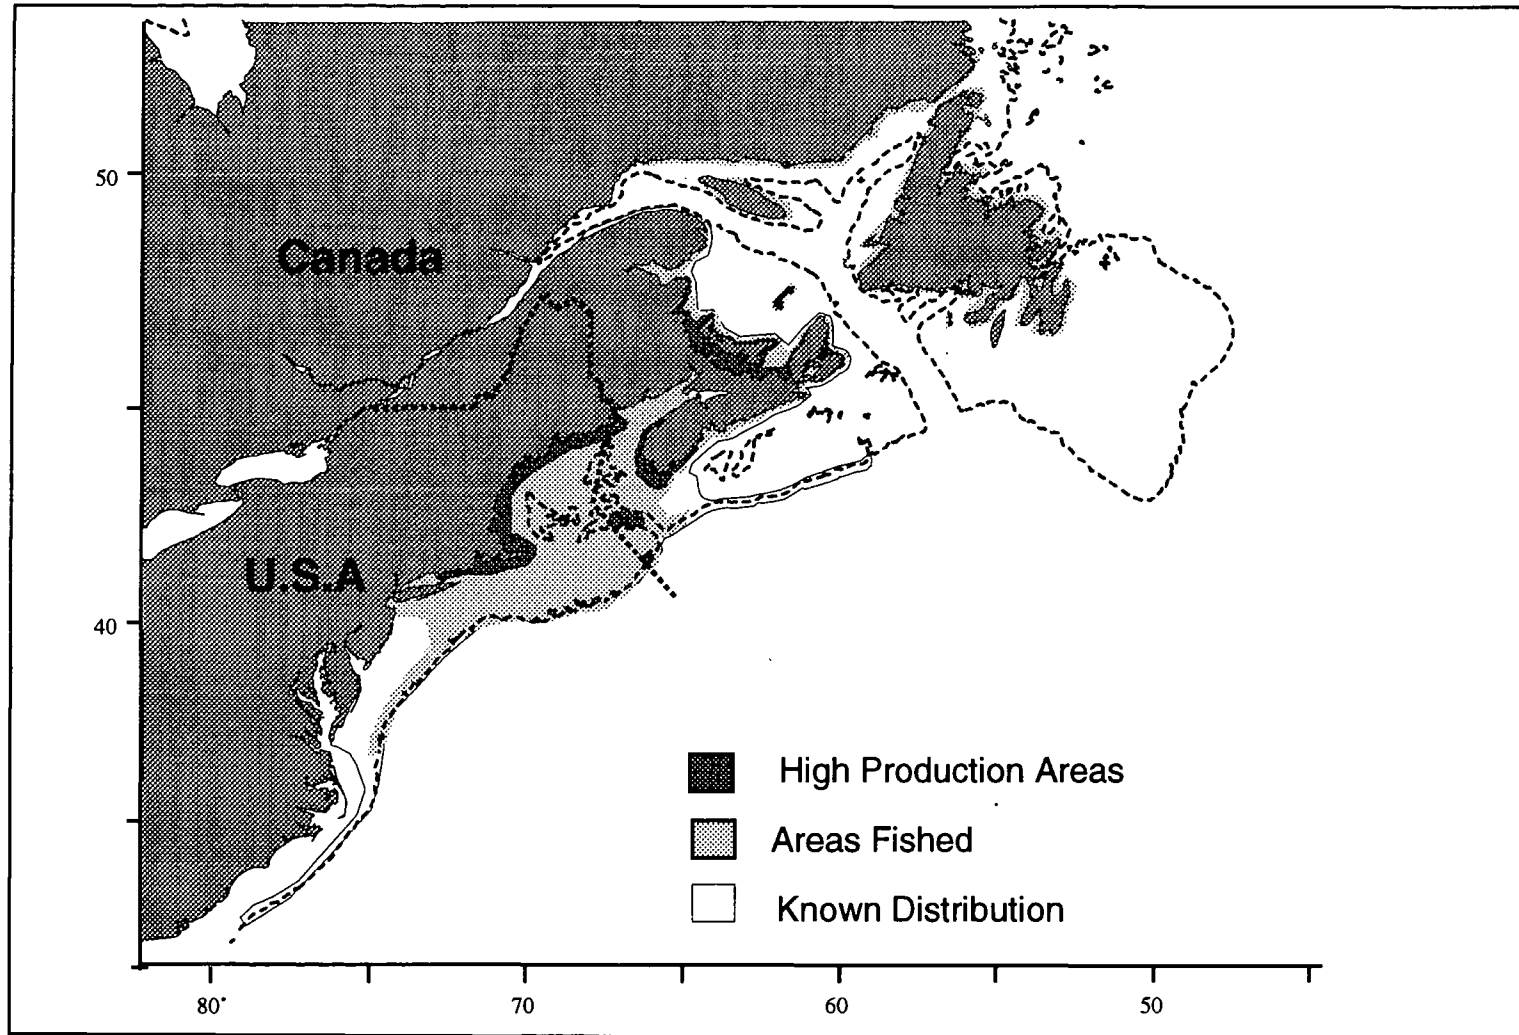 50
Canada
U.S.A
40
High Production Areas
Areas Fished
Known Distribution
80°
70
60
50